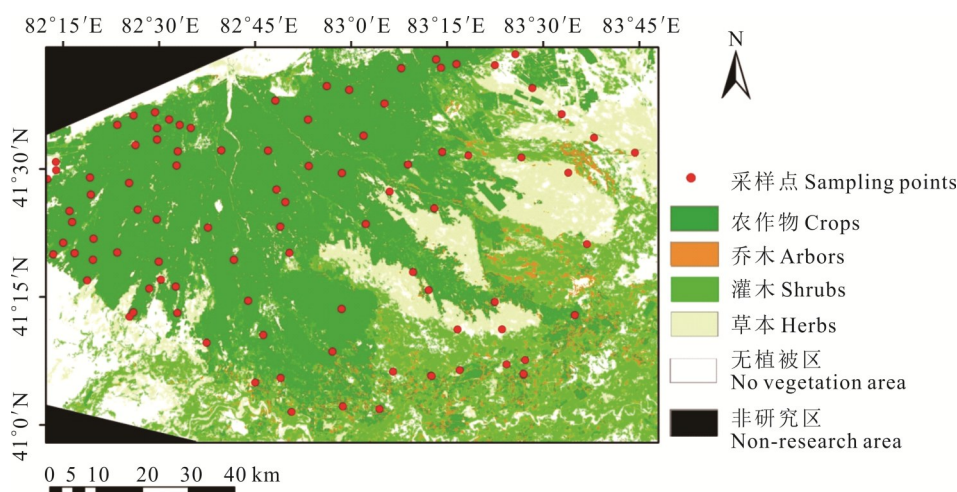 82°15′E 82°30′E 82°45′E 83°0′E 83°15′E 83°30′E 83°45′E
N
41°30′N
41°15′N
41°0′N
采样点 Sampling points
农作物 Crops
乔木 Arbors
灌木 Shrubs
草本 Herbs
无植被区
No vegetation area
非研究区
Non-research area
0 5 10 20 30 40 km